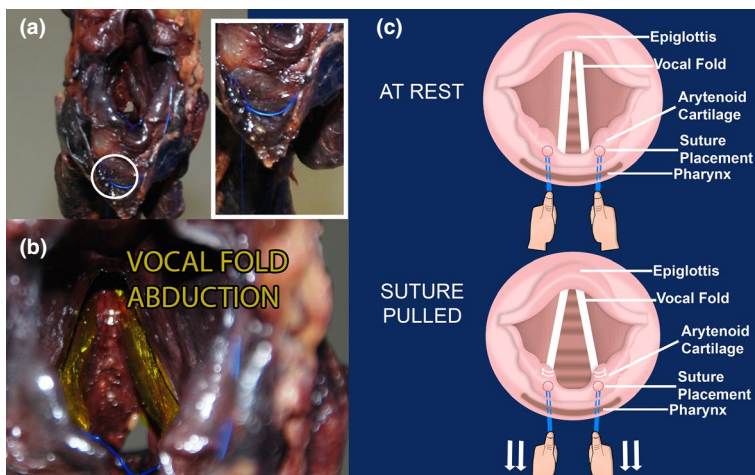 (a)
(b)
VOCAL FOLD
ABDUCTION
(c)
AT REST
Epiglottis
Vocal Fold
Arytenoid
Cartilage
Suture
Placement
Pharynx
SUTURE
PULLED
Epiglottis
Vocal Fold
Arytenoid
Cartilage
Suture
Placement
Pharynx